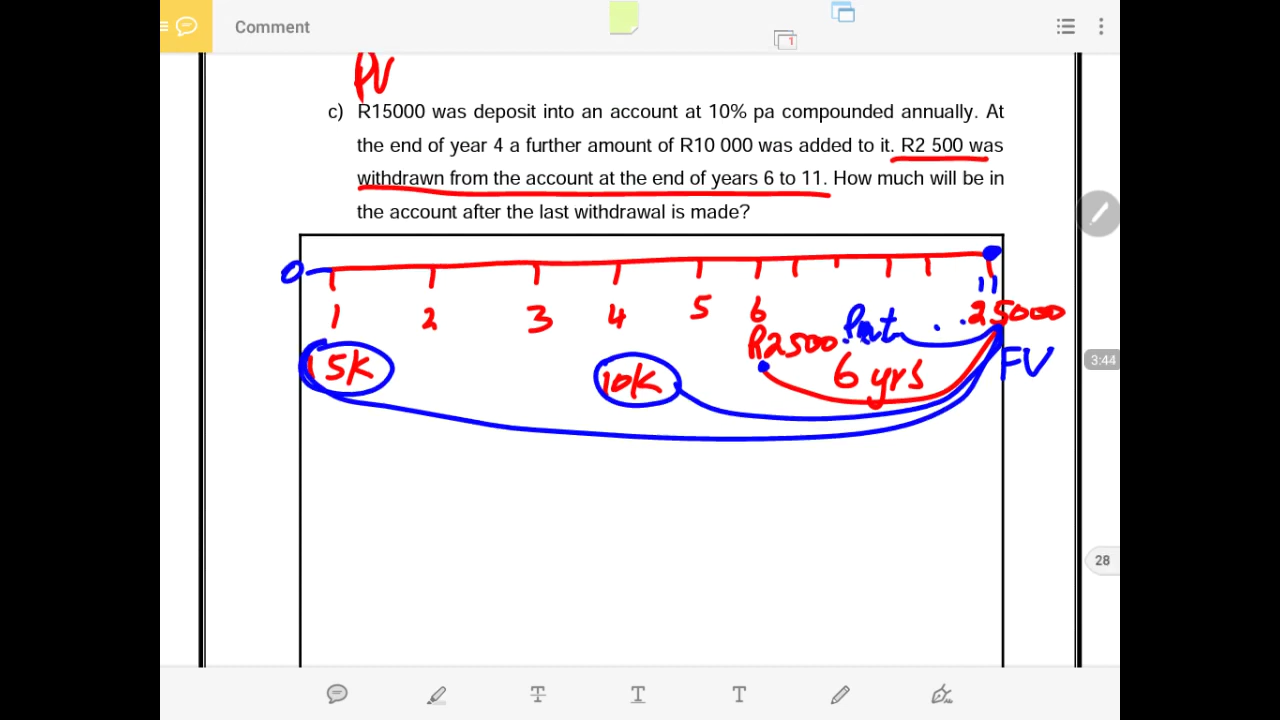 Comment
1
PV
c) R15000 was deposit into an account at 10% pa compounded annually. At
the end of year 4 a further amount of R10 000 was added to it. R2 500 was
withdrawn from the account at the end of years 6 to 11. How much will be in
the account after the last withdrawal is made?
0
1 2 3 4 5 6 11
R2500 Pmt . . 25000
15K 10K 6 yrs FV
3:44
28
T T T